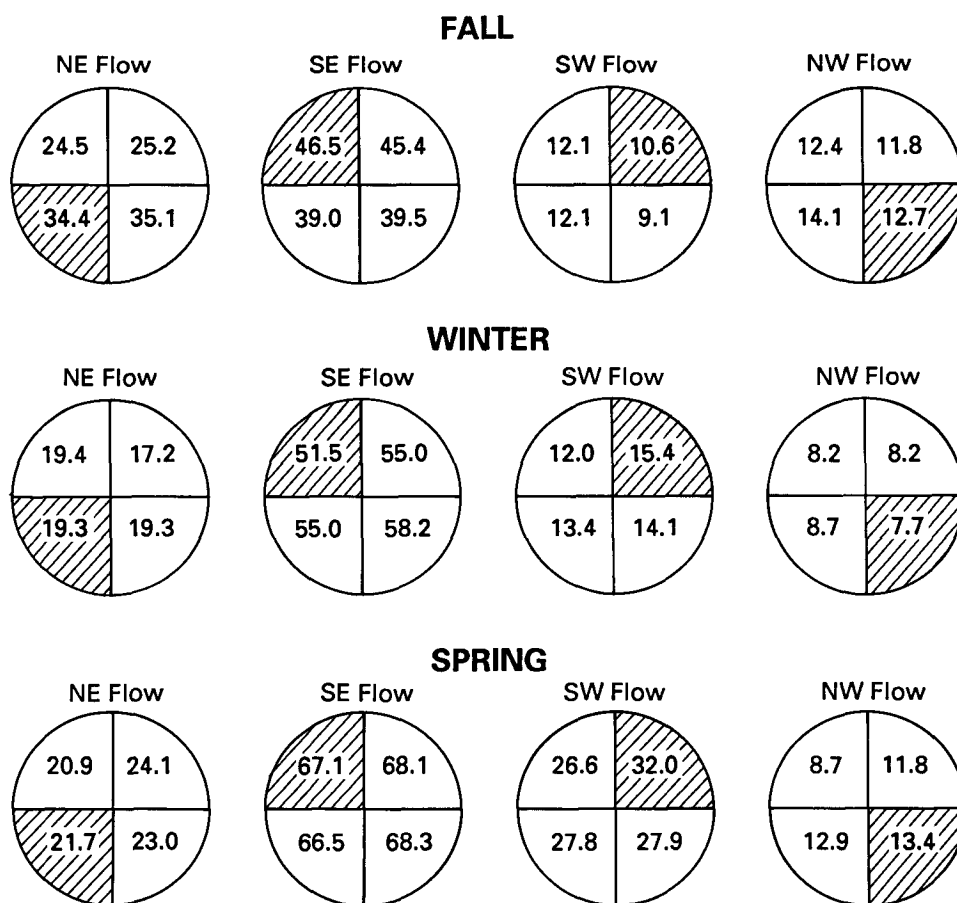 FALL
NE Flow SE Flow SW Flow NW Flow
24.5 25.2 46.5 45.4 12.1 10.6 12.4 11.8
34.4 35.1 39.0 39.5 12.1 9.1 14.1 12.7
WINTER
NE Flow SE Flow SW Flow NW Flow
19.4 17.2 51.5 55.0 12.0 15.4 8.2 8.2
19.3 19.3 55.0 58.2 13.4 14.1 8.7 7.7
SPRING
NE Flow SE Flow SW Flow NW Flow
20.9 24.1 67.1 68.1 26.6 32.0 8.7 11.8
21.7 23.0 66.5 68.3 27.8 27.9 12.9 13.4